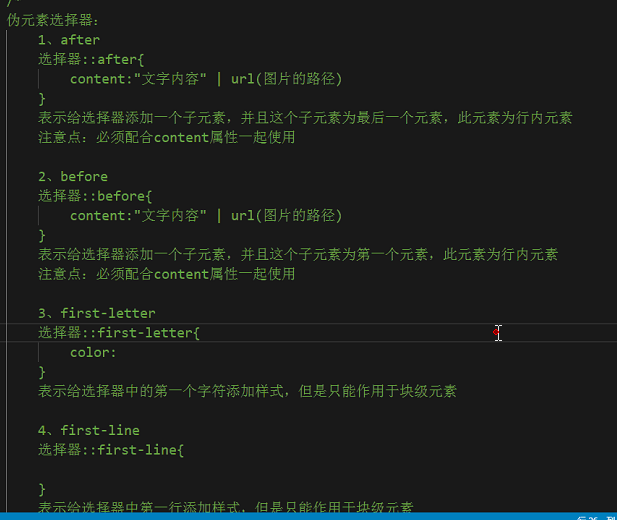 /*
伪元素选择器：
1、after
选择器::after{
content:"文字内容" | url(图片的路径)
}
表示给选择器添加一个子元素，并且这个子元素为最后一个元素，此元素为行内元素
注意点：必须配合content属性一起使用
2、before
选择器::before{
content:"文字内容" | url(图片的路径)
}
表示给选择器添加一个子元素，并且这个子元素为第一个元素，此元素为行内元素
注意点：必须配合content属性一起使用
3、first-letter
选择器::first-letter{
color:
}
表示给选择器中的第一个字符添加样式，但是只能作用于块级元素
4、first-line
选择器::first-line{
}
表示给选择器中第一行添加样式，但是只能作用于块级元素